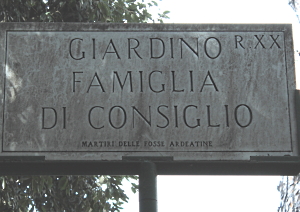 GIARDINO R.XX
FAMIGLIA
DI CONSIGLIO
MARTIRI DELLE FOSSE ARDEATINE